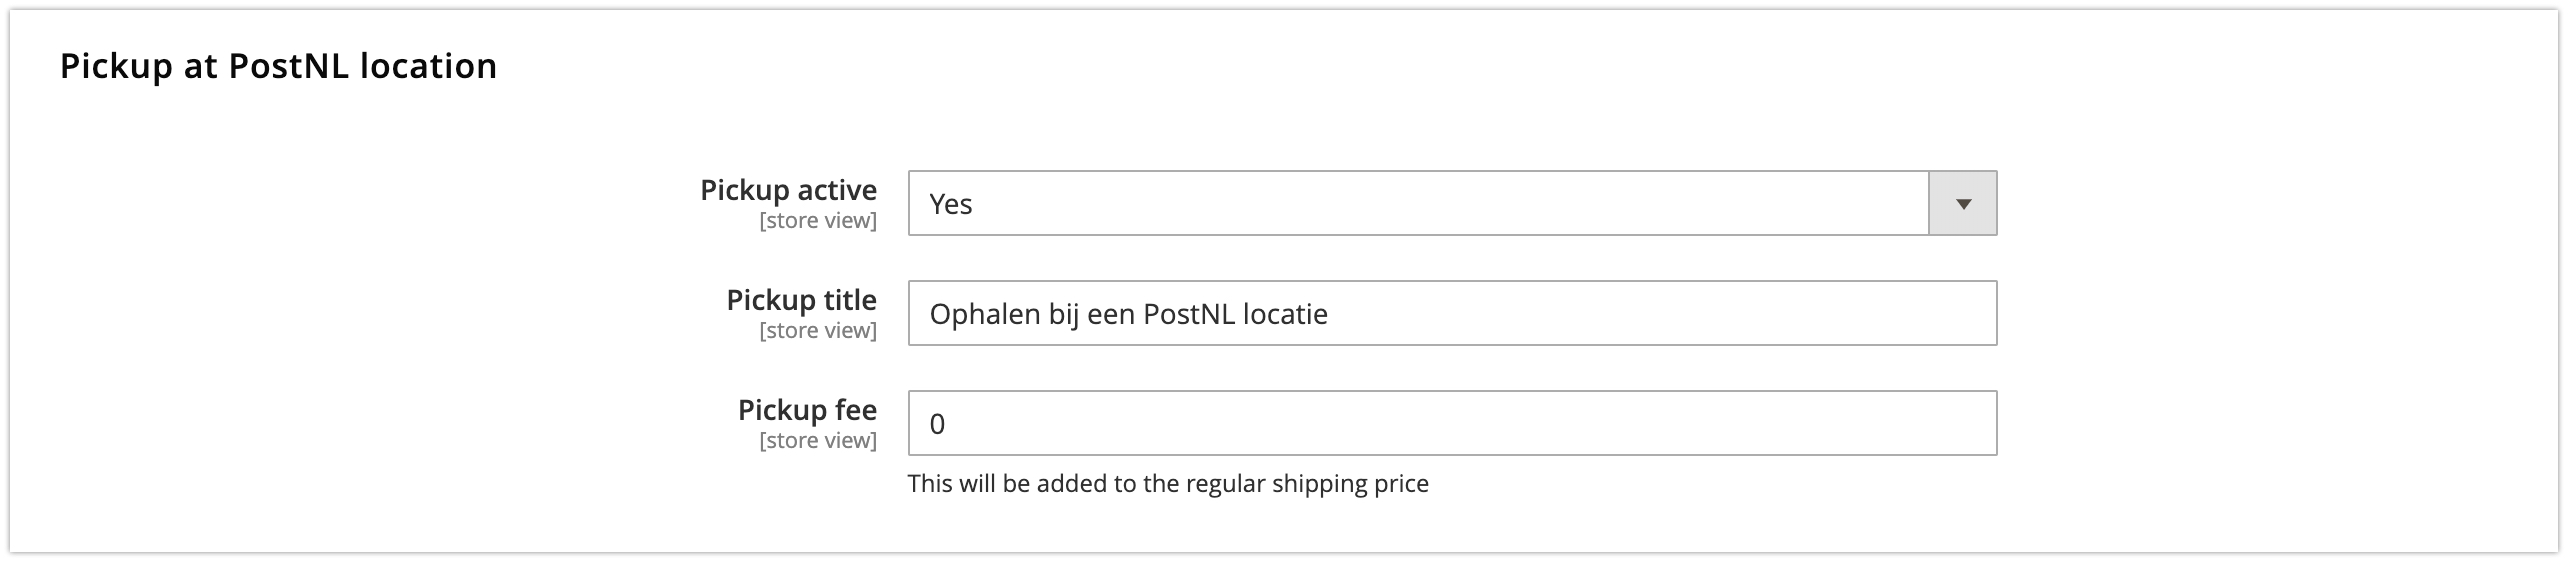 Pickup at PostNL location
Pickup active
[store view]
Yes
Pickup title
[store view]
Ophalen bij een PostNL locatie
Pickup fee
[store view]
0
This will be added to the regular shipping price